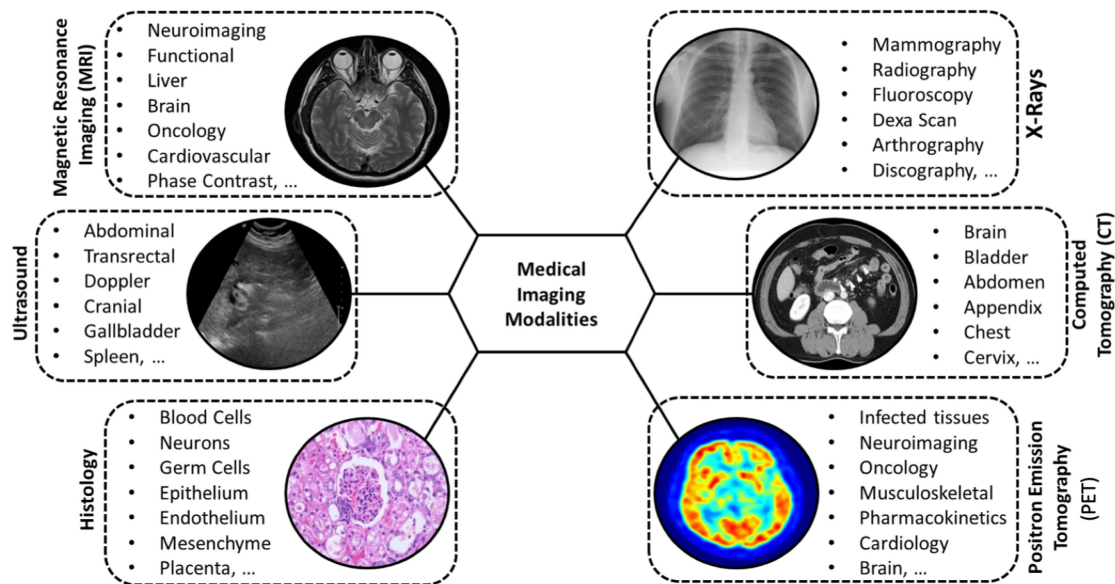 Magnetic Resonance
Imaging (MRI)
• Neuroimaging
• Functional
• Liver
• Brain
• Oncology
• Cardiovascular
• Phase Contrast, ...
X-Rays
• Mammography
• Radiography
• Fluoroscopy
• Dexa Scan
• Arthrography
• Discography, ...
Ultrasound
• Abdominal
• Transrectal
• Doppler
• Cranial
• Gallbladder
• Spleen, ...
Medical
Imaging
Modalities
Computed
Tomography (CT)
• Brain
• Bladder
• Abdomen
• Appendix
• Chest
• Cervix, ...
Histology
• Blood Cells
• Neurons
• Germ Cells
• Epithelium
• Endothelium
• Mesenchyme
• Placenta, ...
Positron Emission
Tomography
(PET)
• Infected tissues
• Neuroimaging
• Oncology
• Musculoskeletal
• Pharmacokinetics
• Cardiology
• Brain, ...